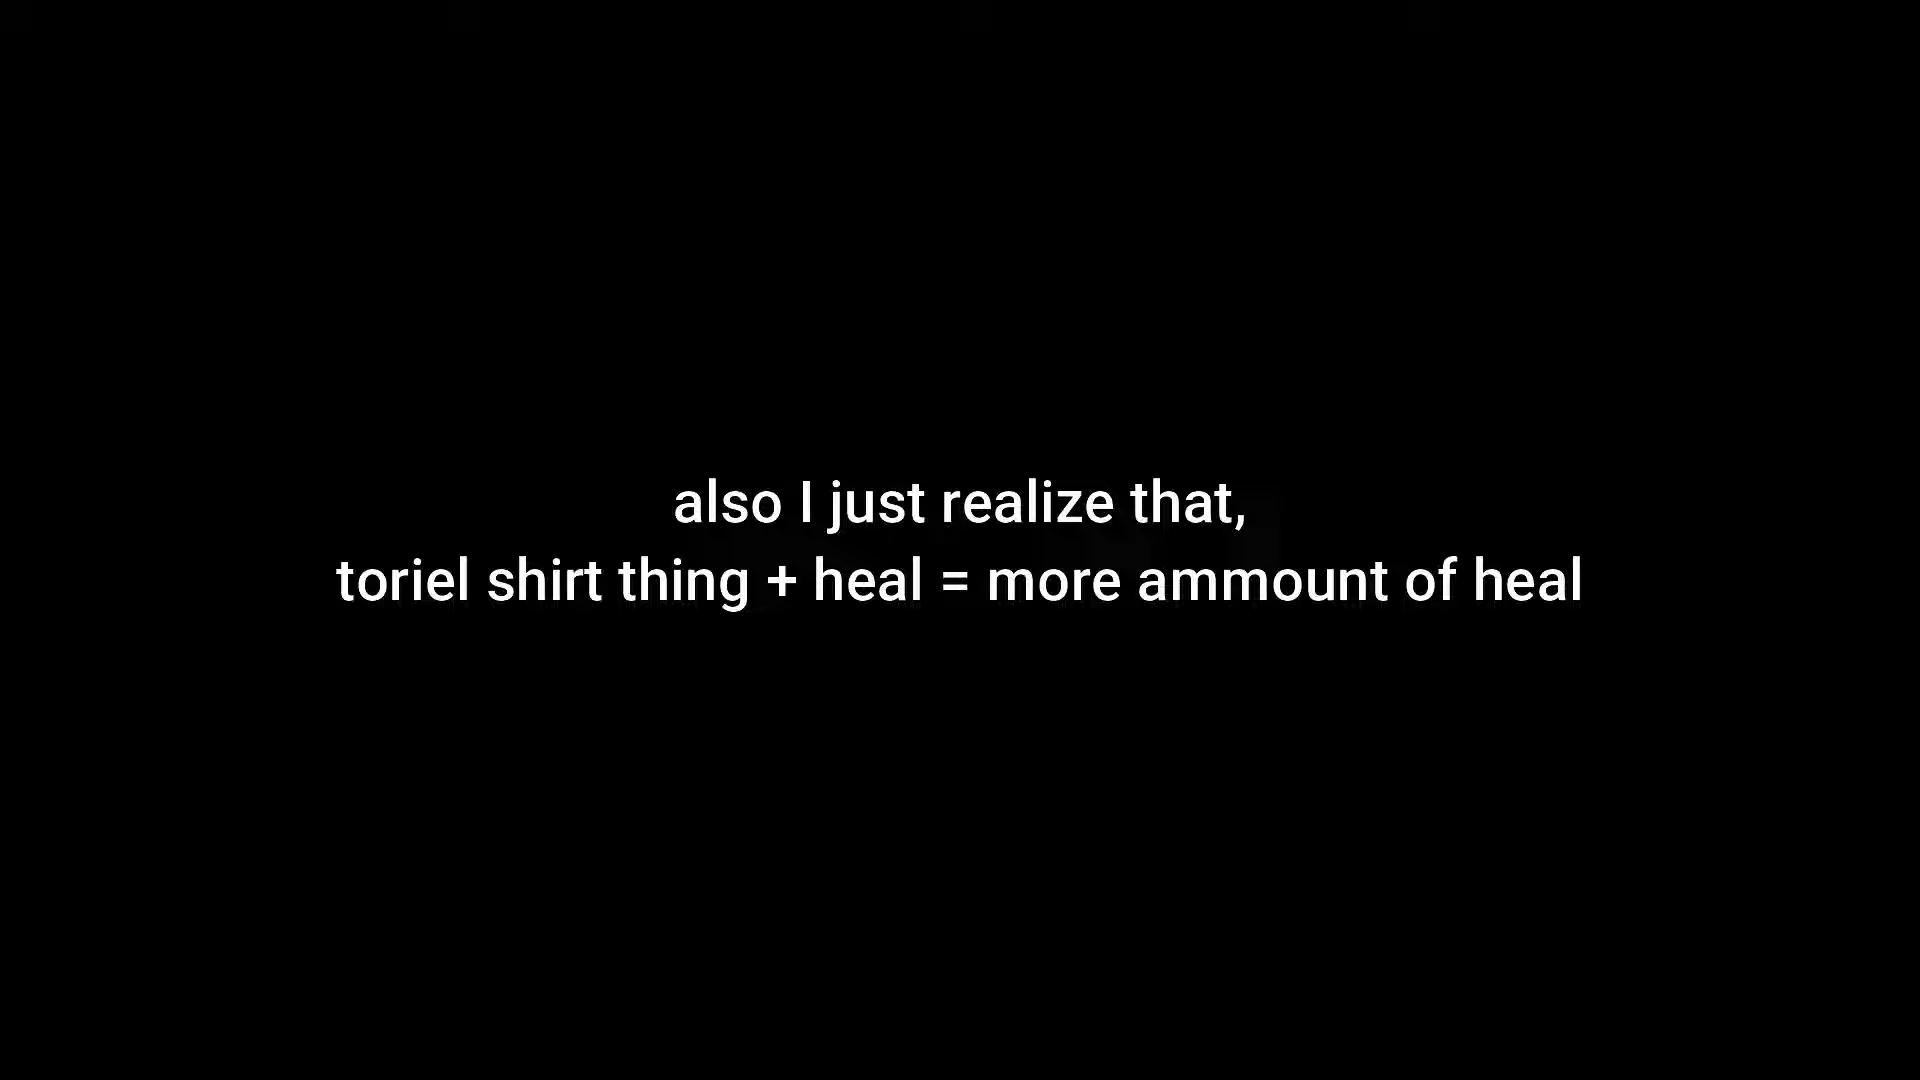 also I just realize that,
toriel shirt thing + heal = more ammount of heal